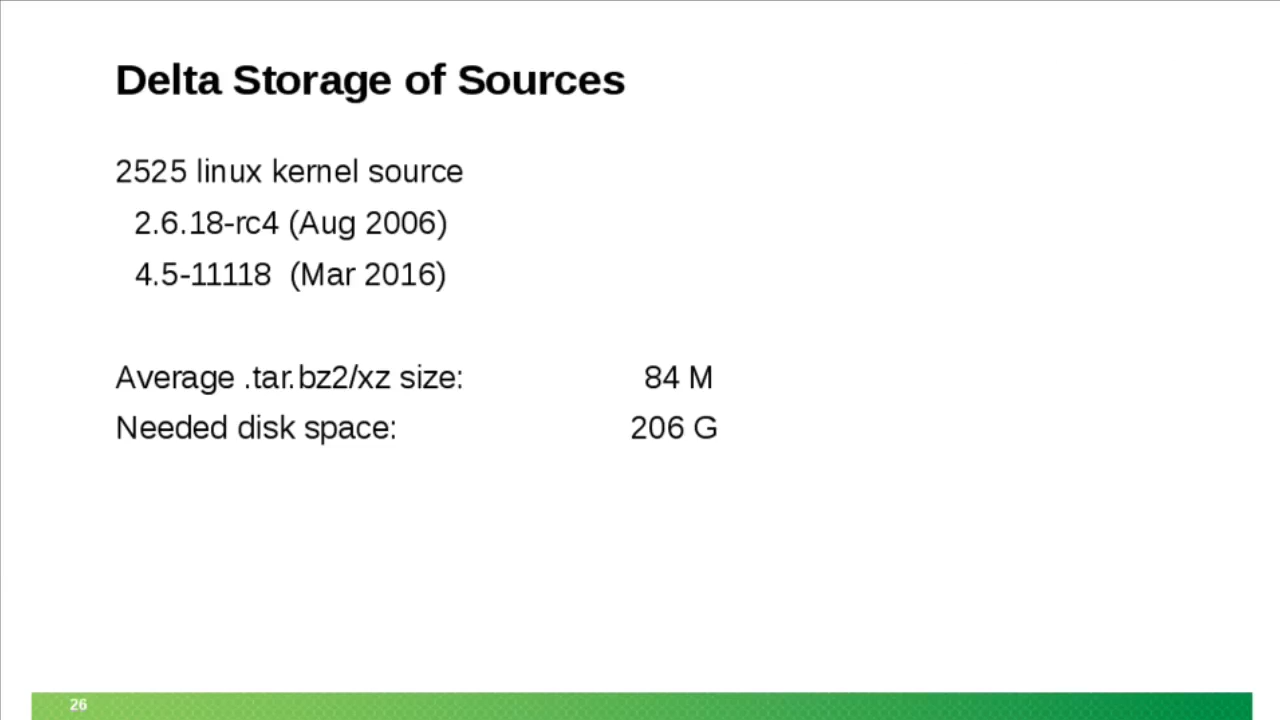 Delta Storage of Sources
2525 linux kernel source
2.6.18-rc4 (Aug 2006)
4.5-11118 (Mar 2016)
Average .tar.bz2/xz size: 84 M
Needed disk space: 206 G
26